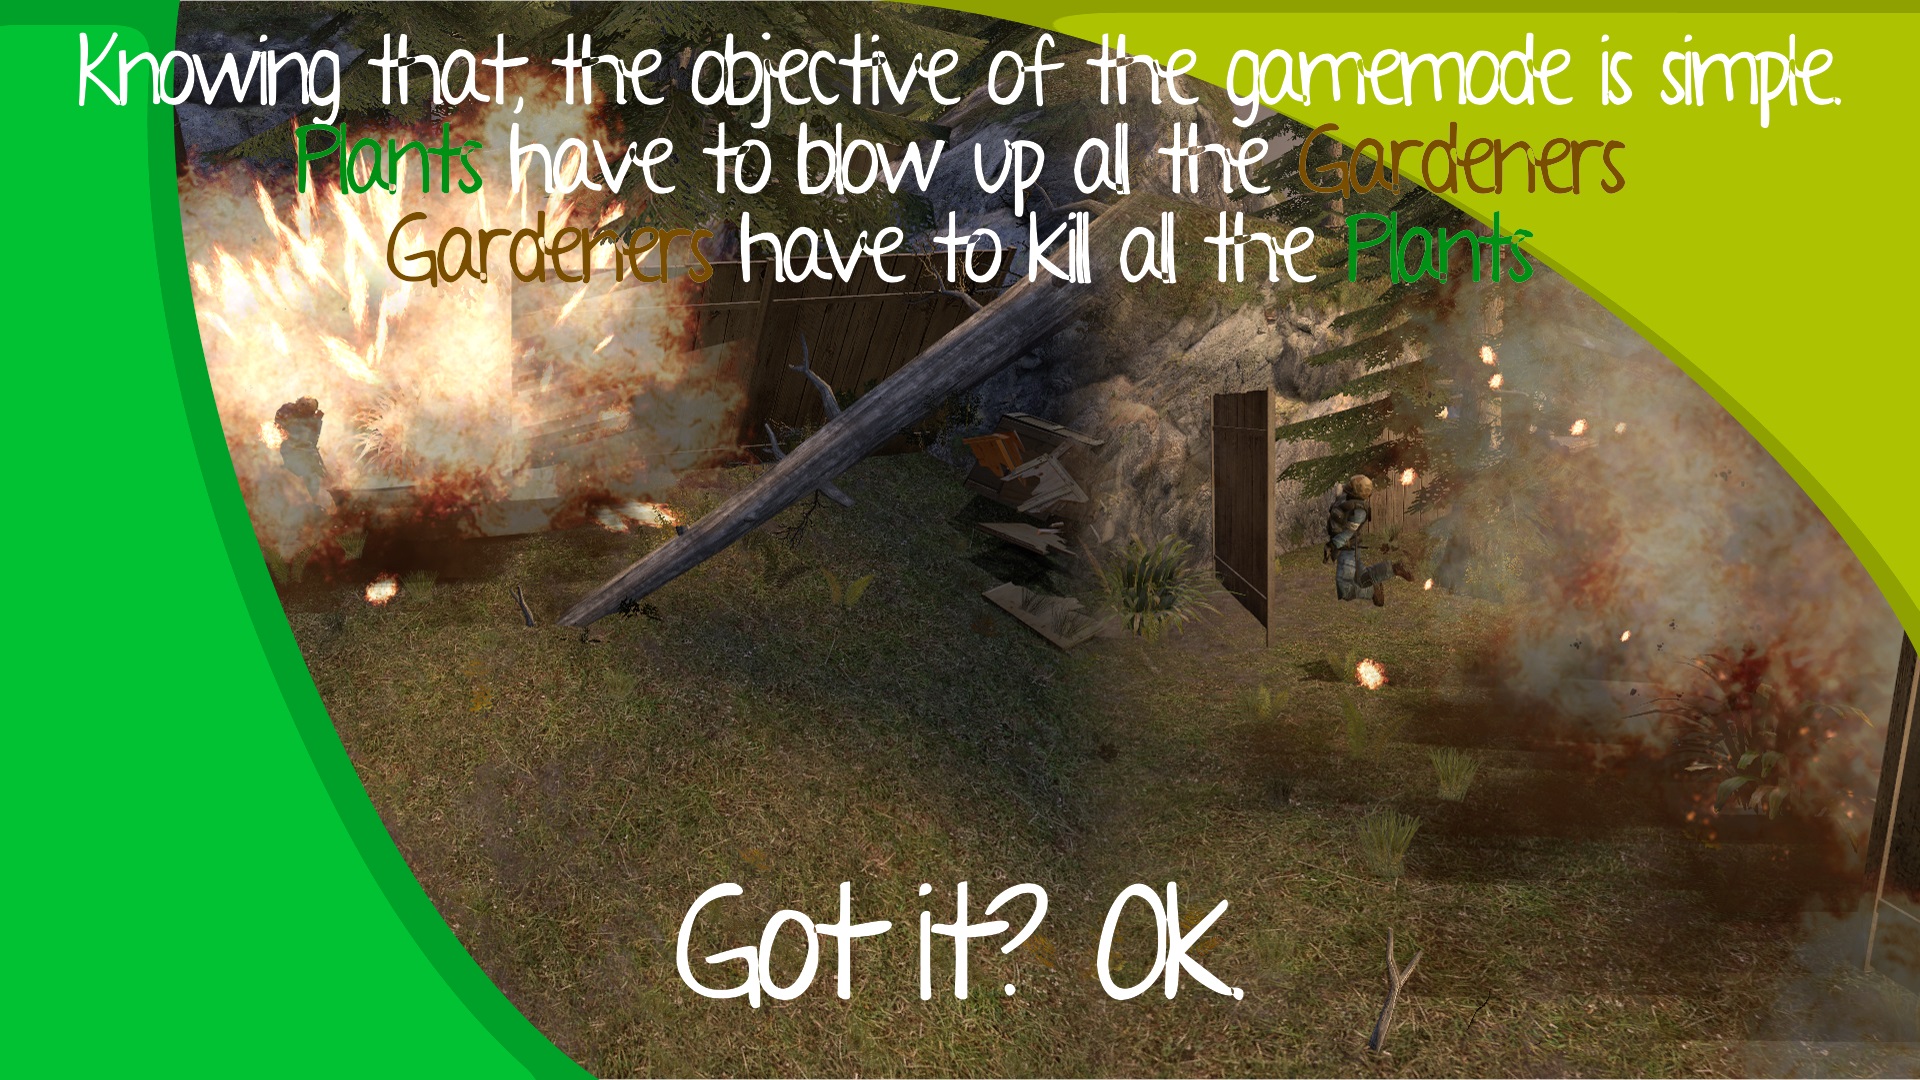 Knowing that, the objective of the gamemode is simple.
Plants have to blow up all the Gardeners
Gardeners have to kill all the Plants
Got it? Ok.